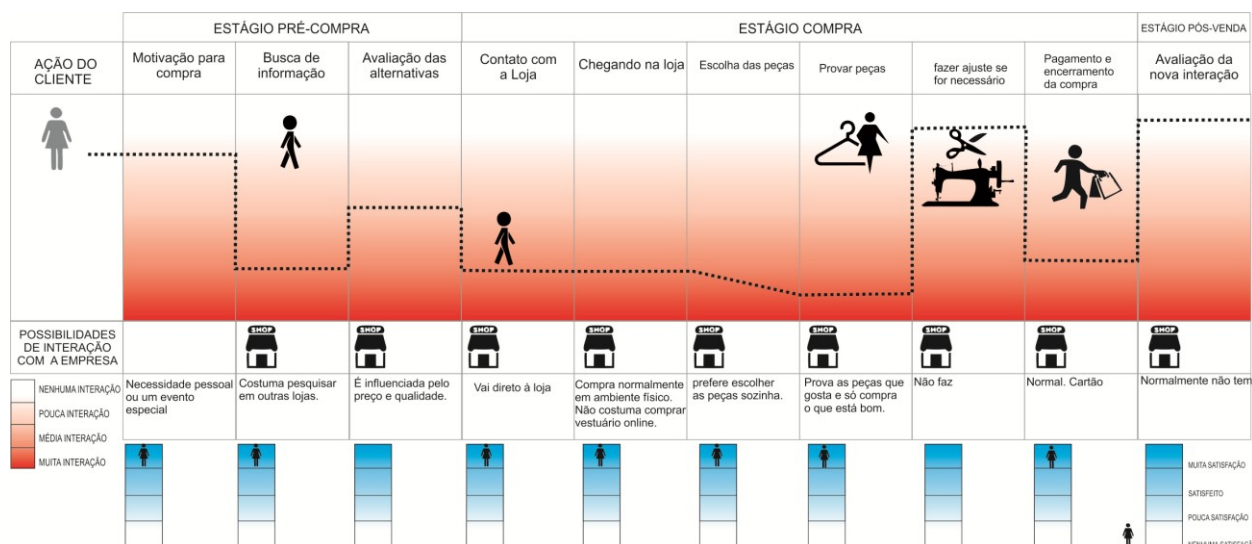 ESTÁGIO PRÉ-COMPRA
ESTÁGIO COMPRA
ESTÁGIO PÓS-VENDA
AÇÃO DO
CLIENTE
Motivação para
compra
Busca de
informação
Avaliação das
alternativas
Contato com
a Loja
Chegando na loja
Escolha das peças
Provar peças
fazer ajuste se
for necessário
Pagamento e
encerramento
da compra
Avaliação da
nova interação
POSSIBILIDADES
DE INTERAÇÃO
COM A EMPRESA
SHOP
SHOP
SHOP
SHOP
SHOP
SHOP
SHOP
SHOP
SHOP
NENHUMA INTERAÇÃO
POUCA INTERAÇÃO
MÉDIA INTERAÇÃO
MUITA INTERAÇÃO
Necessidade pessoal
ou um evento
especial
Costuma pesquisar
em outras lojas.
É influenciada pelo
preço e qualidade.
Vai direto à loja
Compra normalmente
em ambiente físico.
Não costuma comprar
vestuário online.
prefere escolher
as peças sozinha.
Prova as peças que
gosta e só compra
o que está bom.
Não faz
Normal. Cartão
Normalmente não tem
MUITA SATISFAÇÃO
SATISFEITO
POUCA SATISFAÇÃO